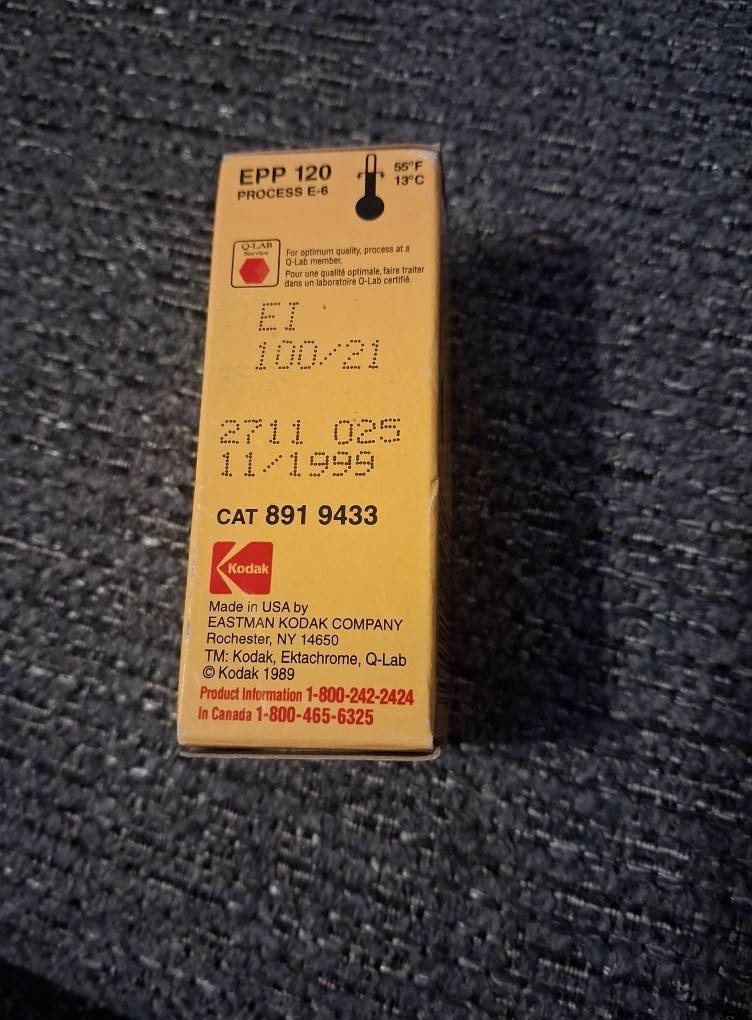 EPP 120
PROCESS E-6
55°F
13°C
Q-LAB
Service
For optimum quality, process at a
Q-Lab member.
Pour une qualité optimale, faire traiter
dans un laboratoire Q-Lab certifié.
EI
100/21
2711 025
11/1999
CAT 891 9433
Kodak
Made in USA by
EASTMAN KODAK COMPANY
Rochester, NY 14650
TM: Kodak, Ektachrome, Q-Lab
© Kodak 1989
Product Information 1-800-242-2424
In Canada 1-800-465-6325